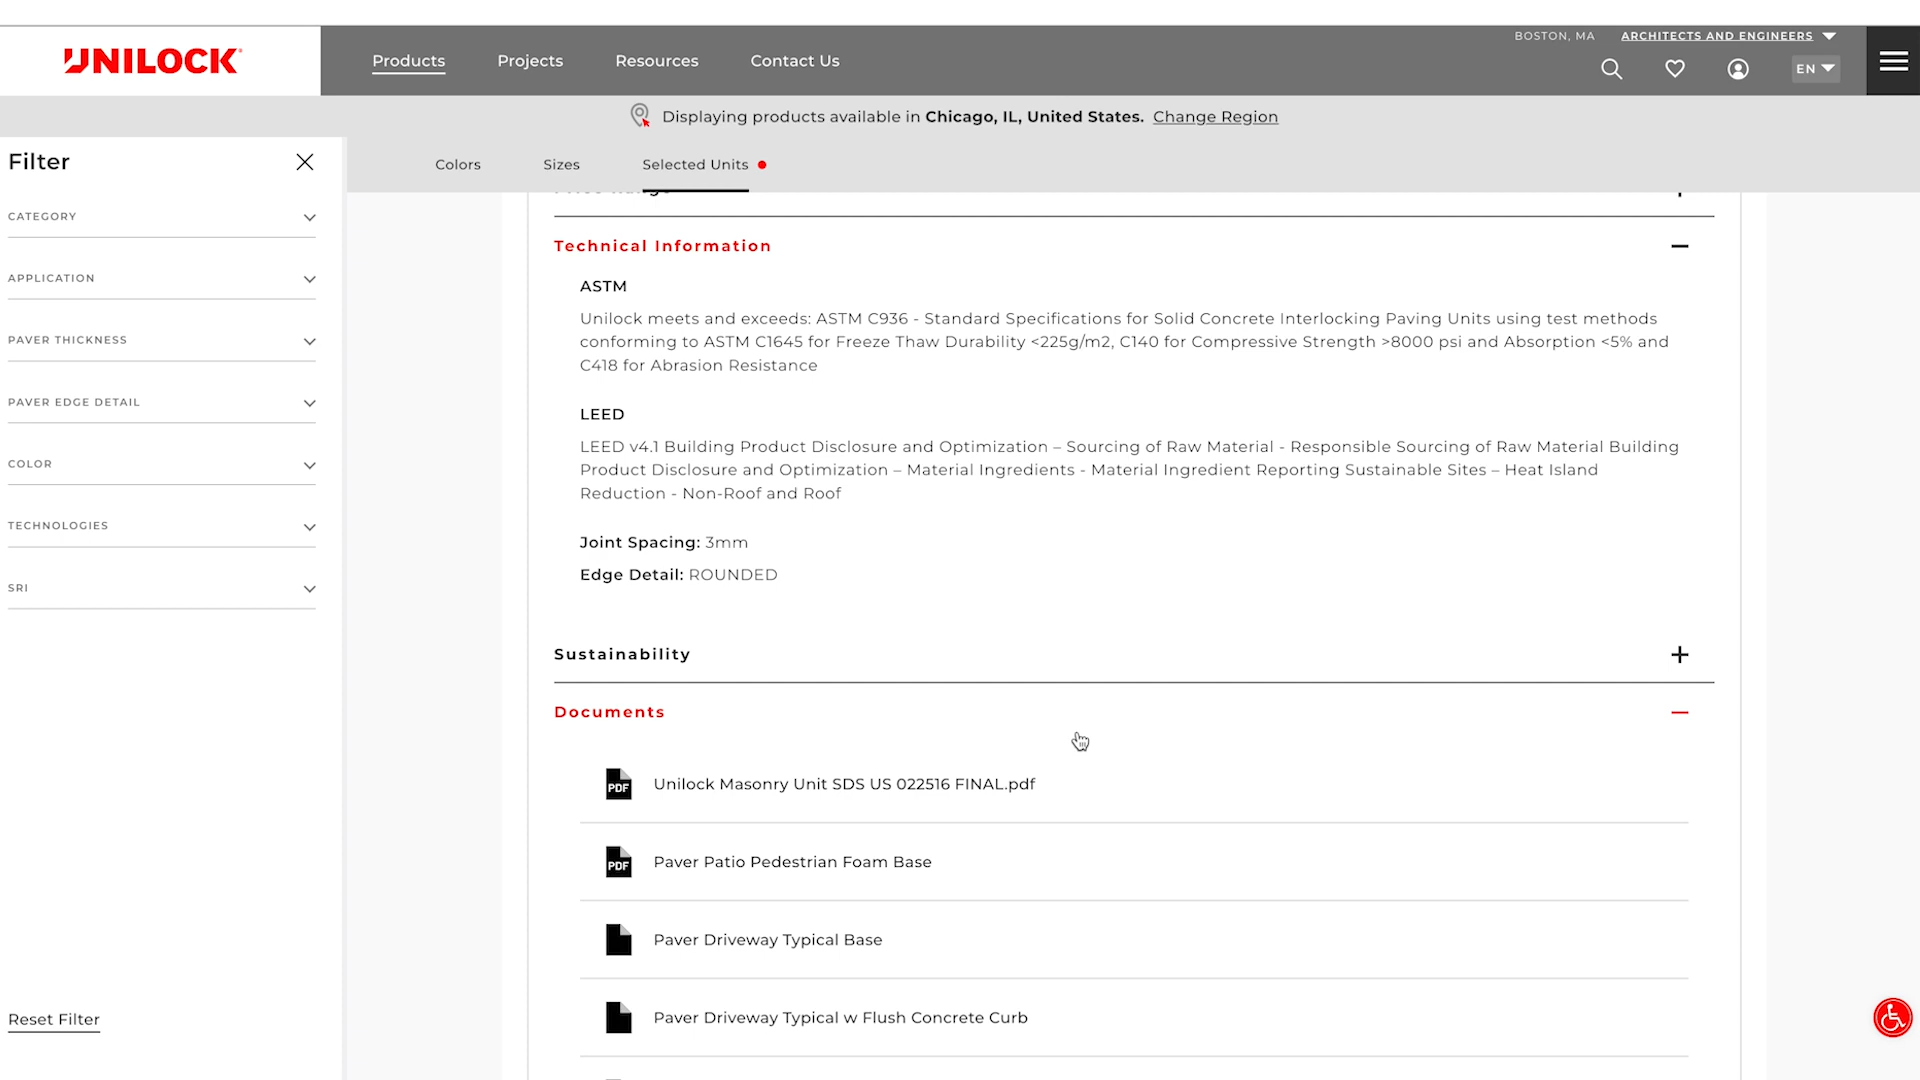 UNILOCK
Products
Projects
Resources
Contact Us
BOSTON, MA
ARCHITECTS AND ENGINEERS
EN
Displaying products available in Chicago, IL, United States. Change Region
Filter
CATEGORY
APPLICATION
PAVER THICKNESS
PAVER EDGE DETAIL
COLOR
TECHNOLOGIES
SRI
Reset Filter
Colors
Sizes
Selected Units
Technical Information
ASTM
Unilock meets and exceeds: ASTM C936 - Standard Specifications for Solid Concrete Interlocking Paving Units using test methods
conforming to ASTM C1645 for Freeze Thaw Durability <225g/m2, C140 for Compressive Strength >8000 psi and Absorption <5% and
C418 for Abrasion Resistance
LEED
LEED v4.1 Building Product Disclosure and Optimization – Sourcing of Raw Material - Responsible Sourcing of Raw Material Building
Product Disclosure and Optimization – Material Ingredients - Material Ingredient Reporting Sustainable Sites – Heat Island
Reduction - Non-Roof and Roof
Joint Spacing: 3mm
Edge Detail: ROUNDED
Sustainability
Documents
PDF Unilock Masonry Unit SDS US 022516 FINAL.pdf
PDF Paver Patio Pedestrian Foam Base
Paver Driveway Typical Base
Paver Driveway Typical w Flush Concrete Curb